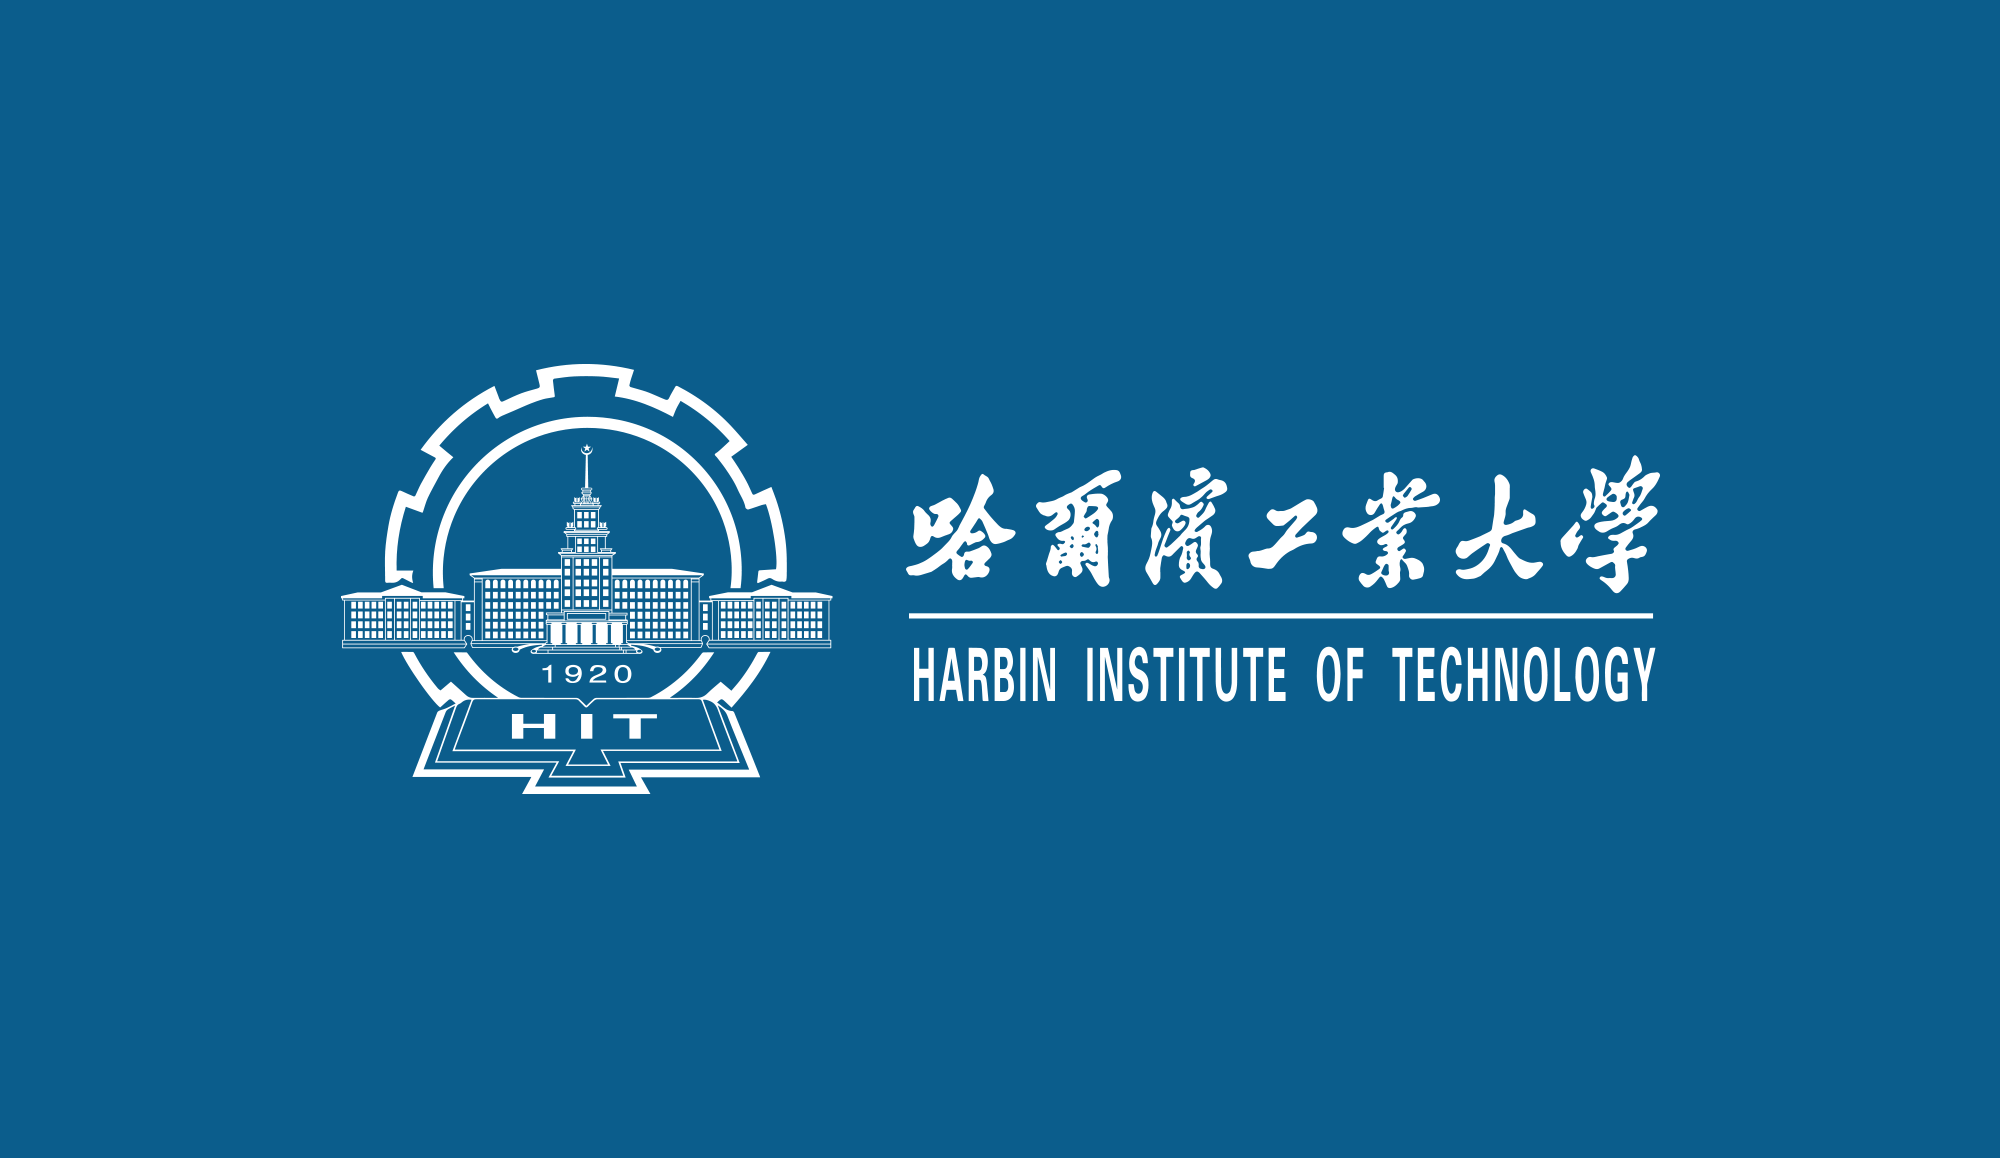 1920
HIT
哈爾濱工業大學
HARBIN INSTITUTE OF TECHNOLOGY